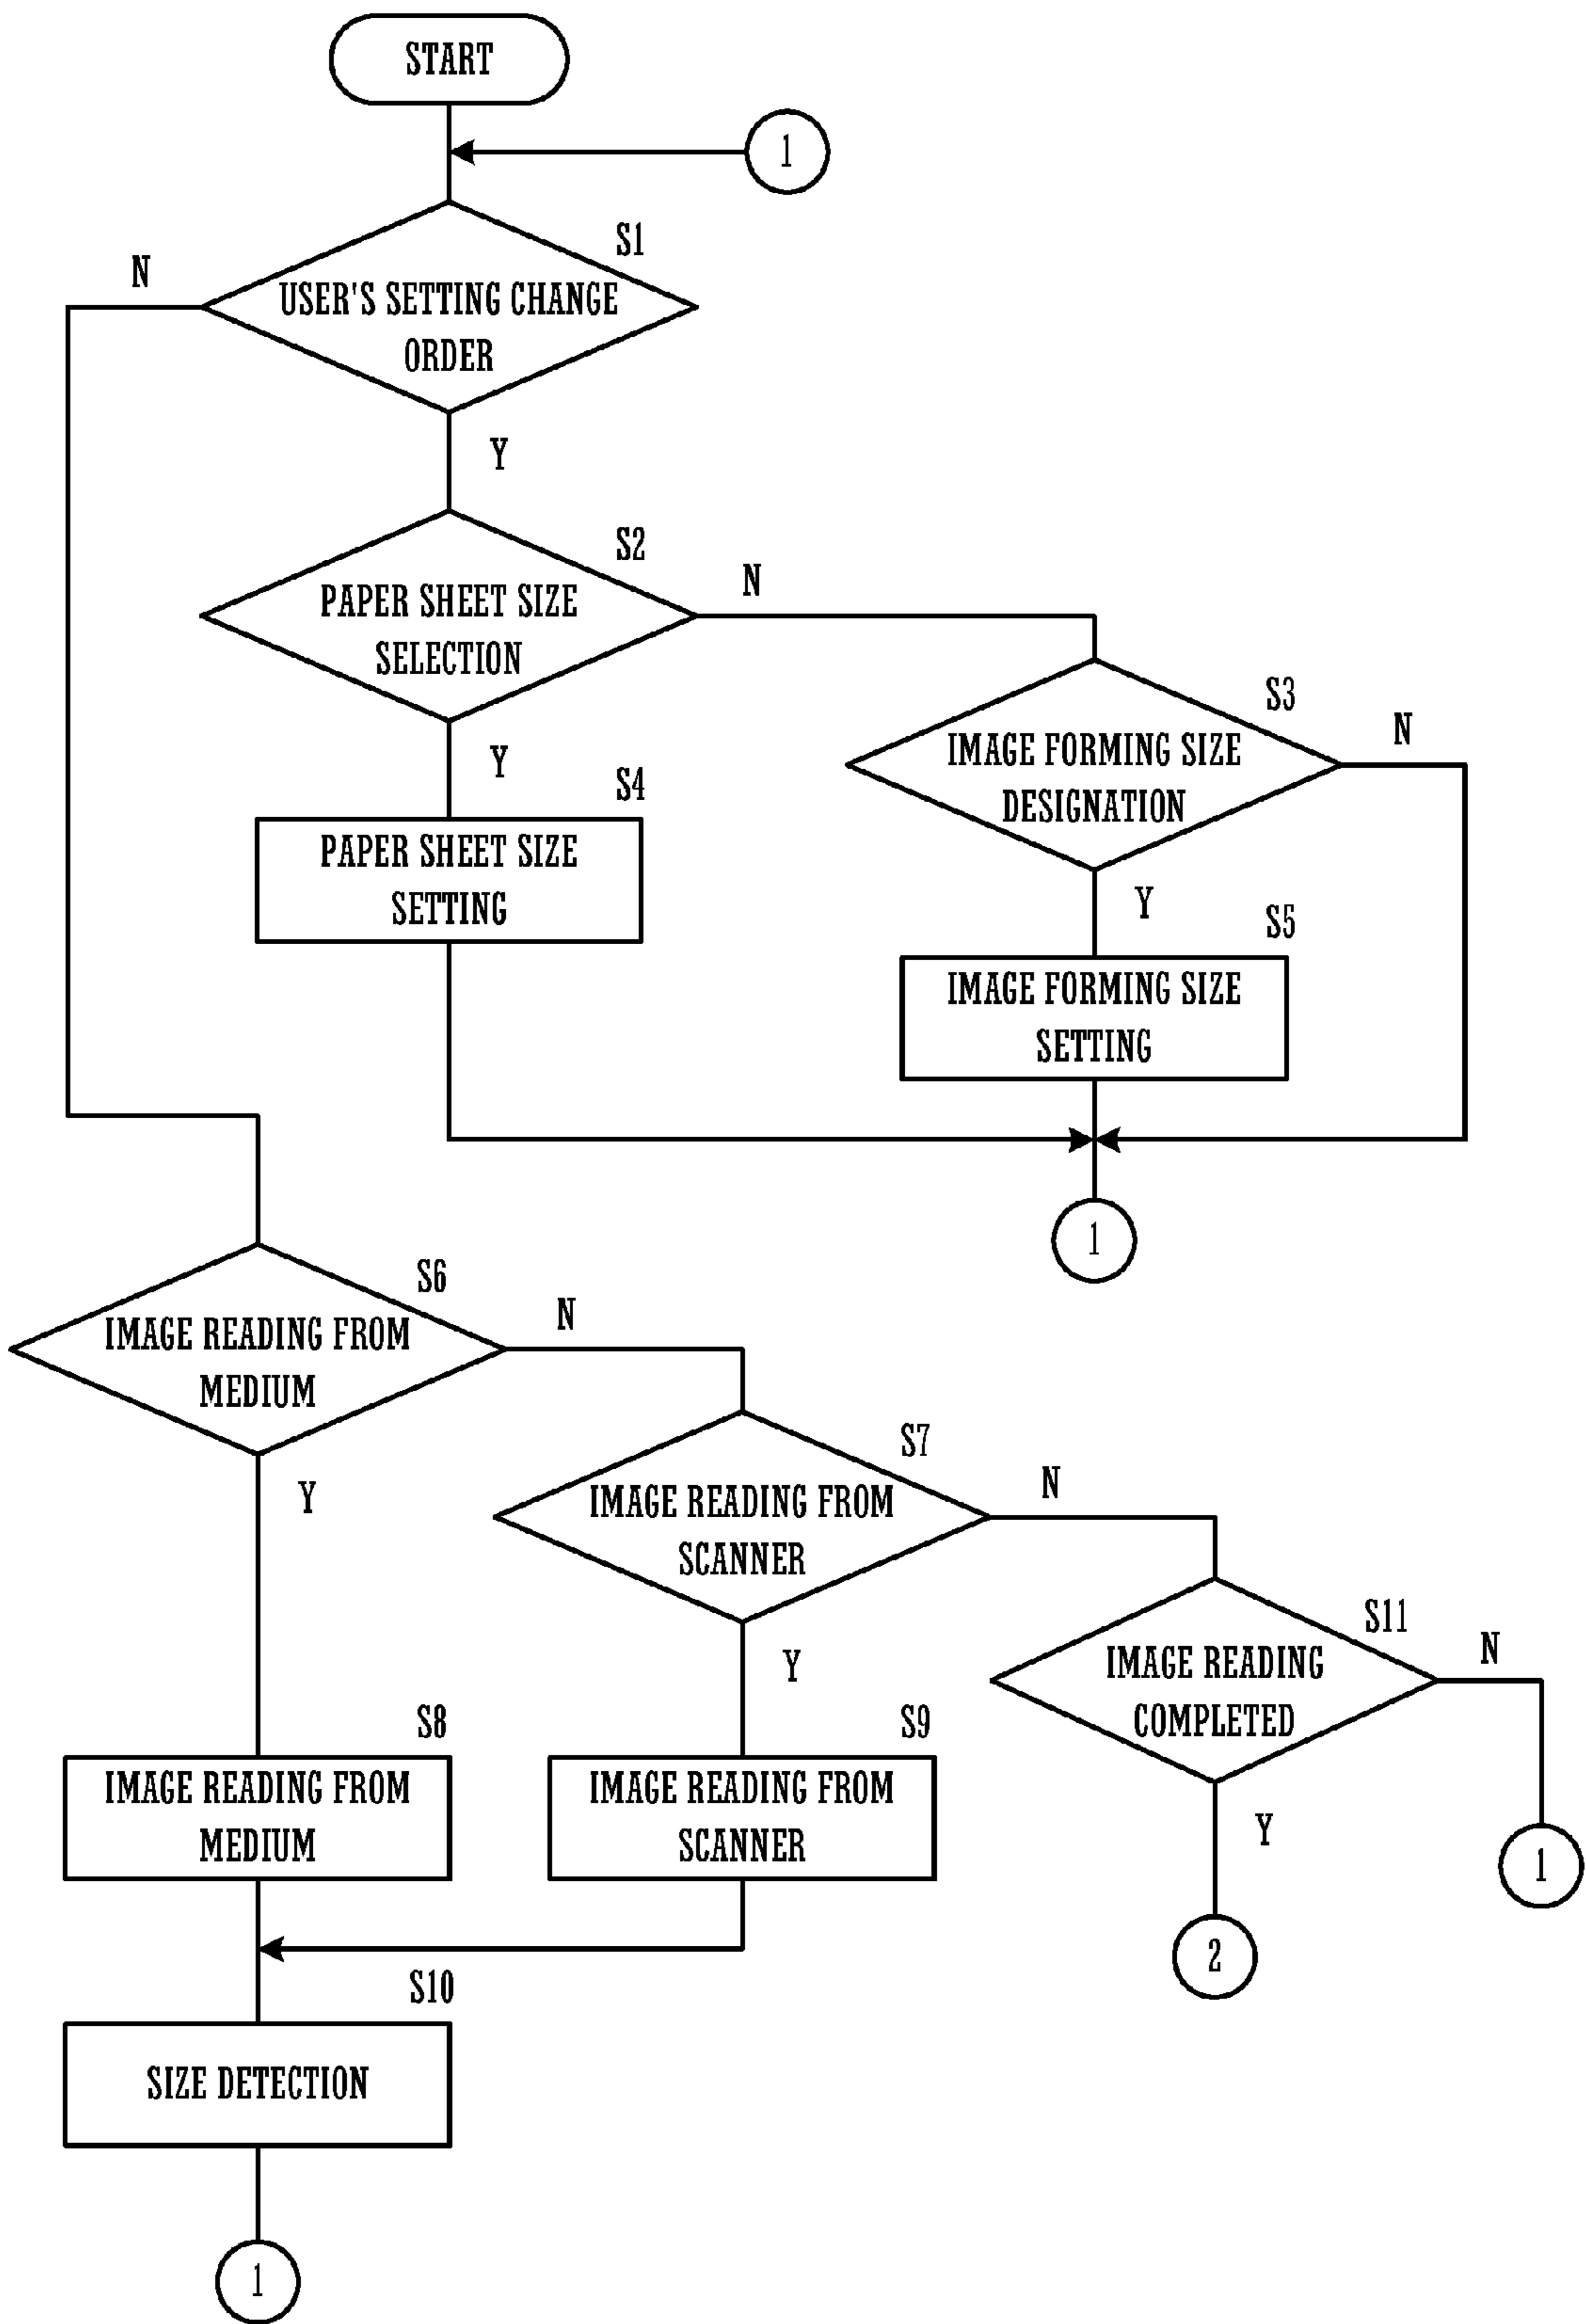 START
1
S1
N
USER'S SETTING CHANGE
ORDER
Y
S2
N
PAPER SHEET SIZE
SELECTION
S3
N
IMAGE FORMING SIZE
DESIGNATION
Y
S4
PAPER SHEET SIZE
SETTING
Y
S5
IMAGE FORMING SIZE
SETTING
1
S6
N
IMAGE READING FROM
MEDIUM
Y
S7
N
IMAGE READING FROM
SCANNER
Y
S11
N
IMAGE READING
COMPLETED
Y
S8
IMAGE READING FROM
MEDIUM
S9
IMAGE READING FROM
SCANNER
1
2
S10
SIZE DETECTION
1